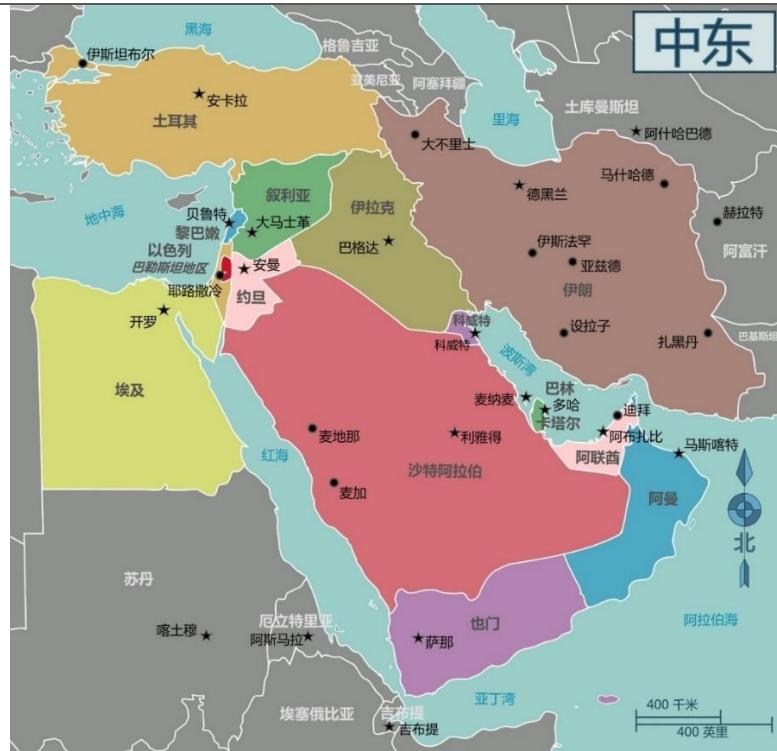 中东
黑海
伊斯坦布尔
格鲁吉亚
亚美尼亚
阿塞拜疆
安卡拉
土耳其
里海
土库曼斯坦
阿什哈巴德
大不里士
德黑兰
马什哈德
地中海
叙利亚
贝鲁特
黎巴嫩
大马士革
伊拉克
巴格达
赫拉特
阿富汗
以色列
巴勒斯坦地区
耶路撒冷
安曼
约旦
伊斯法罕
亚兹德
伊朗
开罗
科威特
科威特
设拉子
扎黑丹
巴基斯坦
波斯湾
埃及
巴林
麦纳麦
多哈
卡塔尔
迪拜
阿布扎比
阿联酋
马斯喀特
麦地那
利雅得
红海
沙特阿拉伯
麦加
阿曼
北
苏丹
厄立特里亚
喀土穆
阿斯马拉
也门
萨那
阿拉伯海
埃塞俄比亚
吉布提
吉布提
亚丁湾
400 千米
400 英里